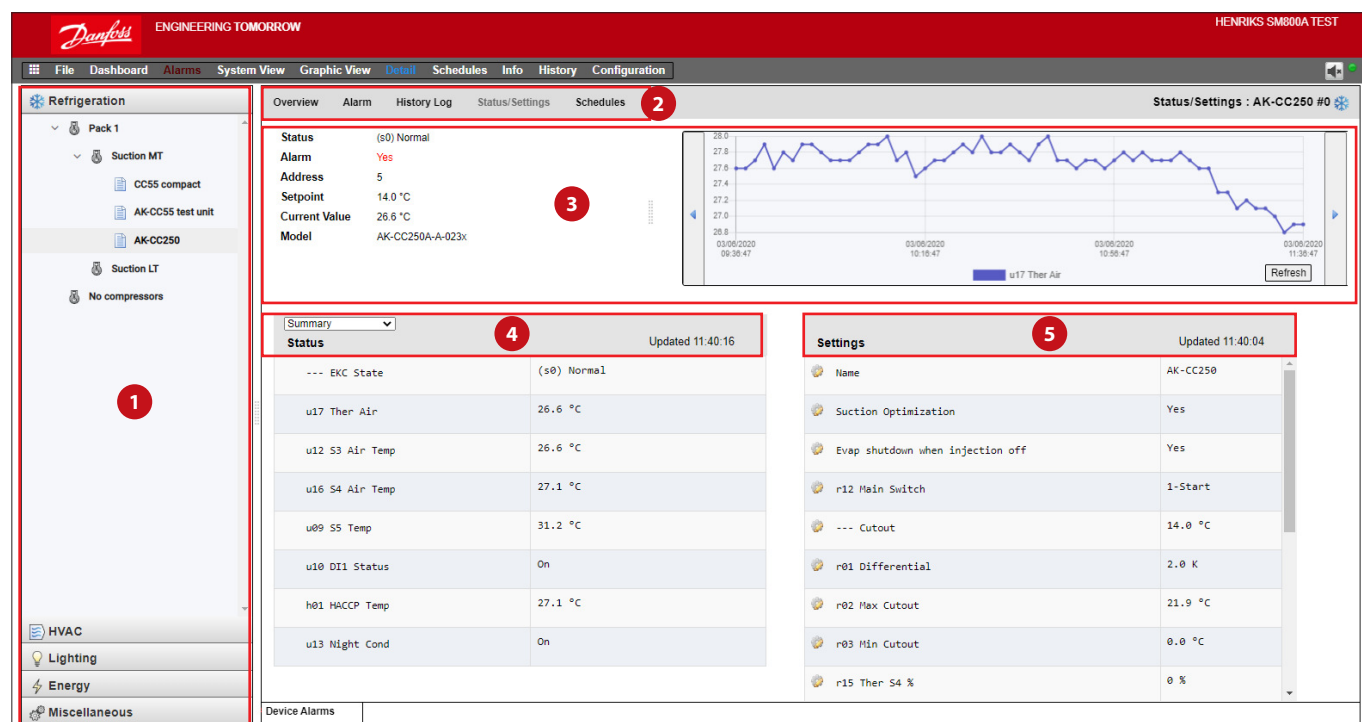 Danfoss
ENGINEERING TOMORROW
HENRIKS SM800A TEST
File Dashboard Alarms System View Graphic View Detail Schedules Info History Configuration
Refrigeration
Pack 1
Suction MT
CC55 compact
AK-CC55 test unit
AK-CC250
Suction LT
No compressors
1
HVAC
Lighting
Energy
Miscellaneous
Overview Alarm History Log Status/Settings Schedules 2
Status/Settings : AK-CC250 #0
Status (s0) Normal
Alarm Yes
Address 5
Setpoint 14.0 °C
Current Value 26.6 °C
Model AK-CC250A-A-023x
3
28.0
27.8
27.6
27.4
27.2
27.0
26.8
03/06/2020 09:36:47
03/06/2020 10:16:47
03/06/2020 10:56:47
03/06/2020 11:36:47
u17 Ther Air
Refresh
Summary
Status 4 Updated 11:40:16
--- EKC State (s0) Normal
u17 Ther Air 26.6 °C
u12 S3 Air Temp 26.6 °C
u16 S4 Air Temp 27.1 °C
u09 S5 Temp 31.2 °C
u10 DI1 Status On
h01 HACCP Temp 27.1 °C
u13 Night Cond On
Settings 5 Updated 11:40:04
Name AK-CC250
Suction Optimization Yes
Evap shutdown when injection off Yes
r12 Main Switch 1-Start
--- Cutout 14.0 °C
r01 Differential 2.0 K
r02 Max Cutout 21.9 °C
r03 Min Cutout 0.0 °C
r15 Ther S4 % 0 %
Device Alarms